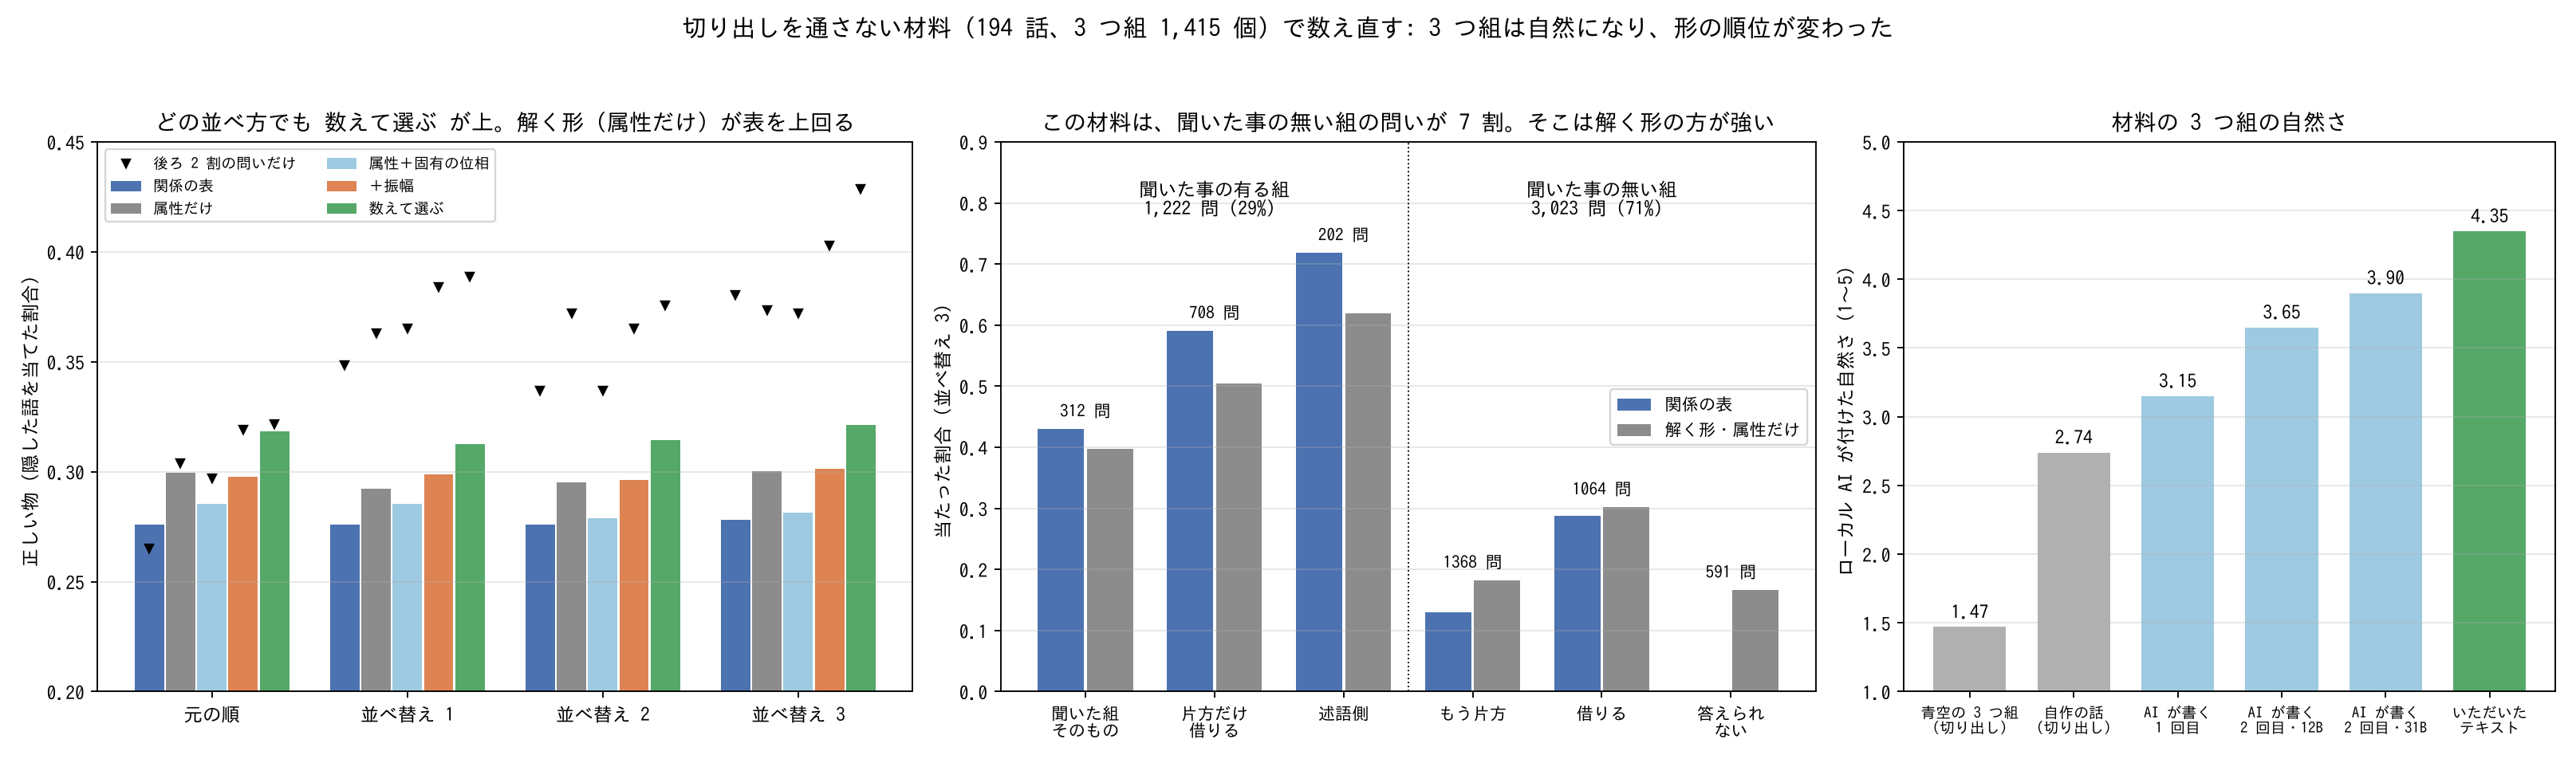 切り出しを通さない材料 (194 話、3 つ組 1,415 個) で数え直す: 3 つ組は自然になり、形の順位が変わった
どの並べ方でも 数えて選ぶ が上。解く形 (属性だけ) が表を上回る
正しい物 (隠した語を当てた割合)
0.45
0.40
0.35
0.30
0.25
0.20
後ろ 2 割の問いだけ
関係の表
属性だけ
属性＋固有の位相
＋振幅
数えて選ぶ
元の順
並べ替え 1
並べ替え 2
並べ替え 3
この材料は、聞いた事の無い組の問いが 7 割。そこは解く形の方が強い
当たった割合 (並べ替え 3)
0.9
0.8
0.7
0.6
0.5
0.4
0.3
0.2
0.1
0.0
聞いた事の有る組
1,222 問 (29%)
聞いた事の無い組
3,023 問 (71%)
312 問
708 問
202 問
1368 問
1064 問
591 問
関係の表
解く形・属性だけ
聞いた組
そのもの
片方だけ
借りる
述語側
もう片方
借りる
答えられ
ない
材料の 3 つ組の自然さ
ローカル AI が付けた自然さ (1〜5)
5.0
4.5
4.0
3.5
3.0
2.5
2.0
1.5
1.0
1.47
2.74
3.15
3.65
3.90
4.35
青空の 3 つ組
(切り出し)
自作の話
(切り出し)
AI が書く
1 回目
AI が書く
2 回目・12B
AI が書く
2 回目・31B
いただいた
テキスト